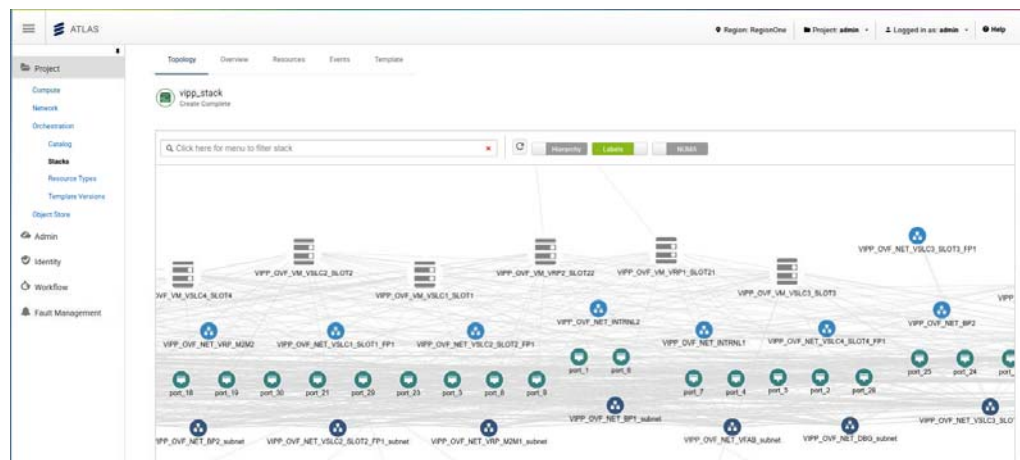 ATLAS
Region: RegionOne
Project: admin
Logged in as: admin
Help
Project
Compute
Network
Orchestration
Catalog
Stacks
Resource Types
Template Versions
Object Store
Admin
Identity
Workflow
Fault Management
Topology Overview Resources Events Template
vipp_stack
Create Complete
Click here for menu to filter stack
Hierarchy Labels NUMA
VIPP_OVF_NET_VSLC3_SLOT3_FP1
VIPP_OVF_VM_VSLC2_SLOT2 VIPP_OVF_VM_VRP2_SLOT22 VIPP_OVF_VM_VRP1_SLOT21
OVF_VM_VSLC4_SLOT4 VIPP_OVF_VM_VSLC1_SLOT1 VIPP_OVF_VM_VSLC3_SLOT3
VIPP
VIPP_OVF_NET_INTRNL2 VIPP_OVF_NET_BP2
VIPP_OVF_NET_VRP_M2M2 VIPP_OVF_NET_VSLC1_SLOT1_FP1 VIPP_OVF_NET_VSLC2_SLOT2_FP1 VIPP_OVF_NET_INTRNL1 VIPP_OVF_NET_VSLC4_SLOT4_FP1
port_1 port_25 port_24
port_18 port_19 port_30 port_21 port_23 port_3 port_9 port_7 port_4 port_5 port_2
VIPP_OVF_NET_BP1_subnet VIPP_OVF_NET_VSLC3_SLO
VIPP_OVF_NET_BP2_subnet VIPP_OVF_NET_VSLC2_SLOT2_FP1_subnet VIPP_OVF_NET_VRP_M2M1_subnet VIPP_OVF_NET_VFAB_subnet VIPP_OVF_NET_DBG_subnet